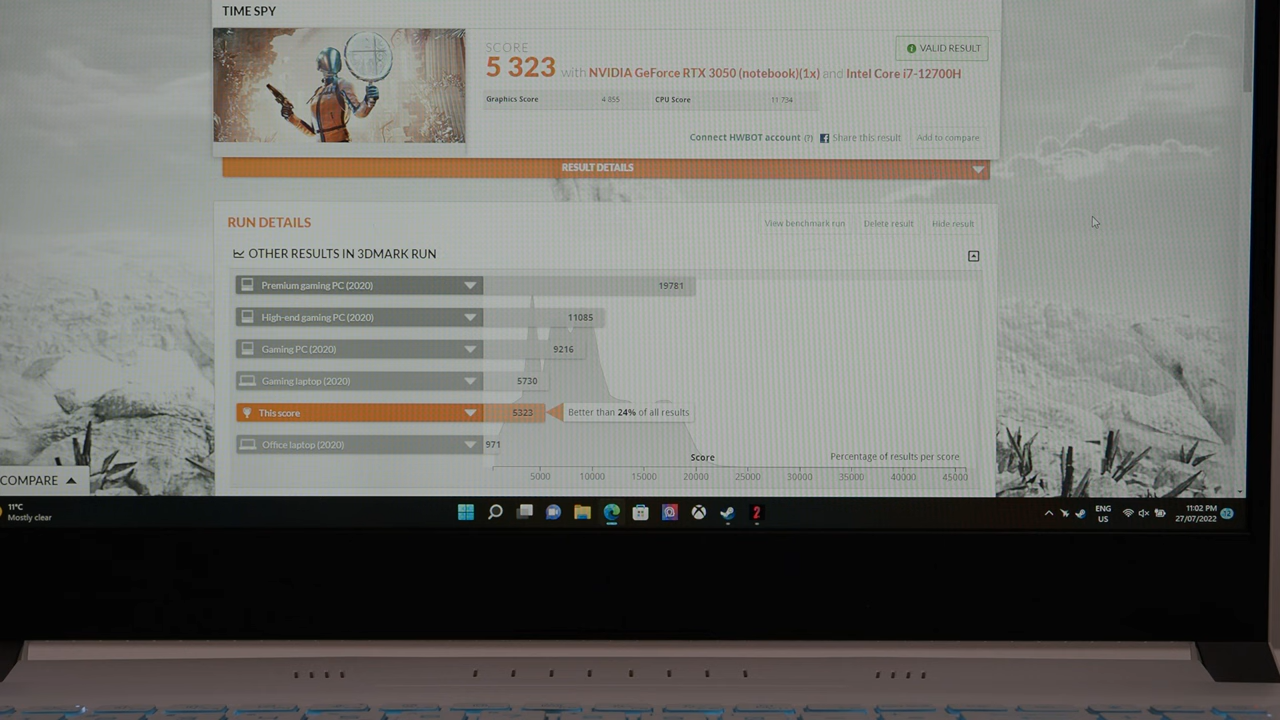 TIME SPY
SCORE
VALID RESULT
5 323 with NVIDIA GeForce RTX 3050 (notebook)(1x) and Intel Core i7-12700H
Graphics Score 4 855 CPU Score 11 734
Connect HWBOT account (?) Share this result Add to compare
RESULT DETAILS
RUN DETAILS View benchmark run Delete result Hide result
OTHER RESULTS IN 3DMARK RUN
Premium gaming PC (2020) 19781
High-end gaming PC (2020) 11085
Gaming PC (2020) 9216
Gaming laptop (2020) 5730
This score 5323 Better than 24% of all results
Office laptop (2020) 971
Score Percentage of results per score
5000 10000 15000 20000 25000 30000 35000 40000 45000
COMPARE
11°C
Mostly clear
ENG
US
11:02 PM
27/07/2022
12